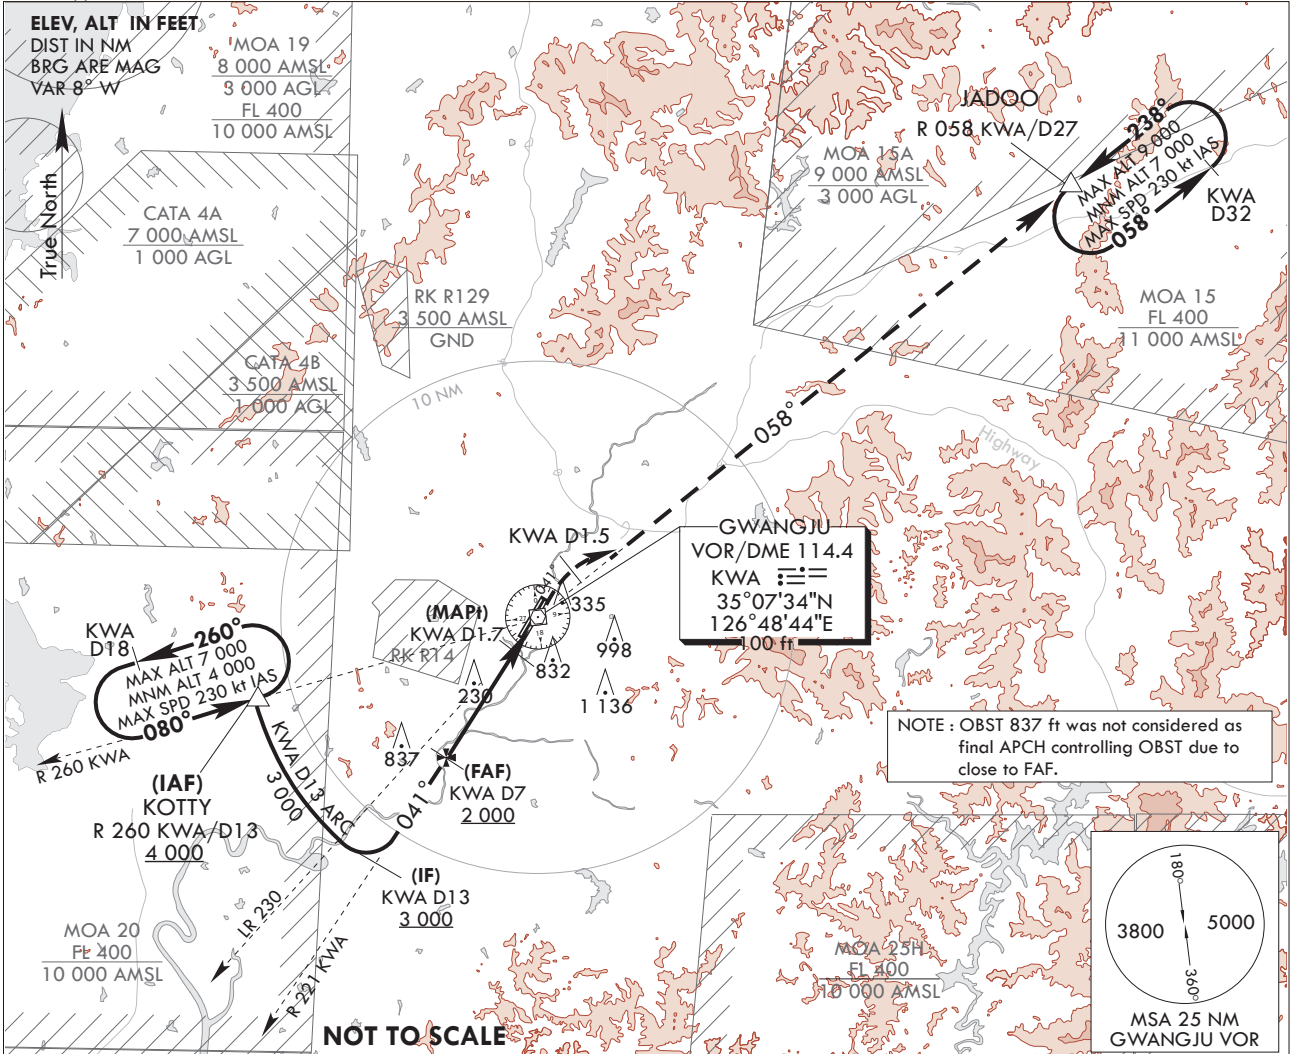 ELEV, ALT IN FEET
DIST IN NM
BRG ARE MAG
VAR 8° W
True North
MOA 19
8 000 AMSL
3 000 AGL
FL 400
10 000 AMSL
CATA 4A
7 000 AMSL
1 000 AGL
CATA 4B
3 500 AMSL
1 000 AGL
RK R129
3 500 AMSL
GND
10 NM
JADOO
R 058 KWA/D27
MOA 15A
9 000 AMSL
3 000 AGL
238°
MAX ALT 9 000
MNM ALT 7 000
MAX SPD 230 kt IAS
058°
KWA
D32
MOA 15
FL 400
11 000 AMSL
058°
Highway
KWA D1.5
GWANGJU
VOR/DME 114.4
KWA
35°07'34"N
126°48'44"E
100 ft
041°
335
(MAPt)
KWA D1.7
RK R14
832
998
1 136
230
837
KWA
D18
260°
MAX ALT 7 000
MNM ALT 4 000
MAX SPD 230 kt IAS
080°
R 260 KWA
(IAF)
KOTTY
R 260 KWA/D13
4 000
KWA D13 ARC
3 000
041°
(FAF)
KWA D7
2 000
(IF)
KWA D13
3 000
LR 230
R 221 KWA
NOTE : OBST 837 ft was not considered as
final APCH controlling OBST due to
close to FAF.
MOA 20
FL 400
10 000 AMSL
MOA 25H
FL 400
10 000 AMSL
NOT TO SCALE
180°
3800
5000
360°
MSA 25 NM
GWANGJU VOR